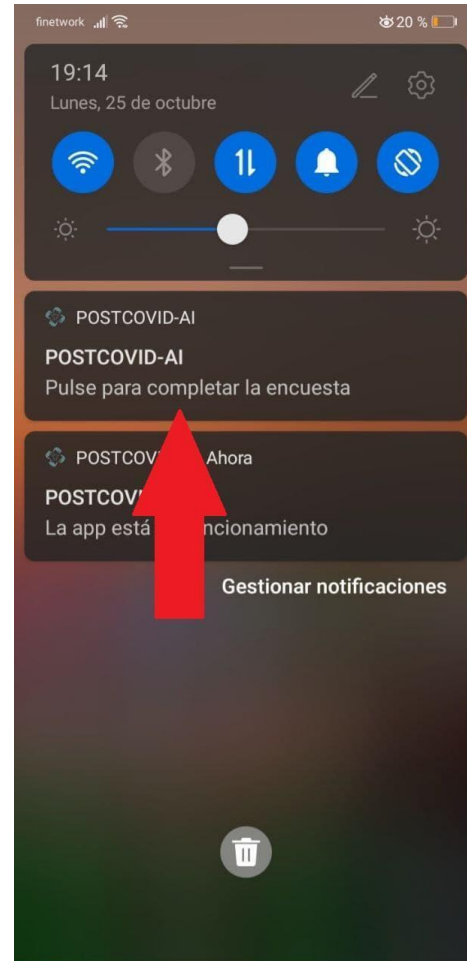 finetwork 20 %
19:14
Lunes, 25 de octubre
POSTCOVID-AI
POSTCOVID-AI
Pulse para completar la encuesta
Ahora
La app está
Gestionar notificaciones